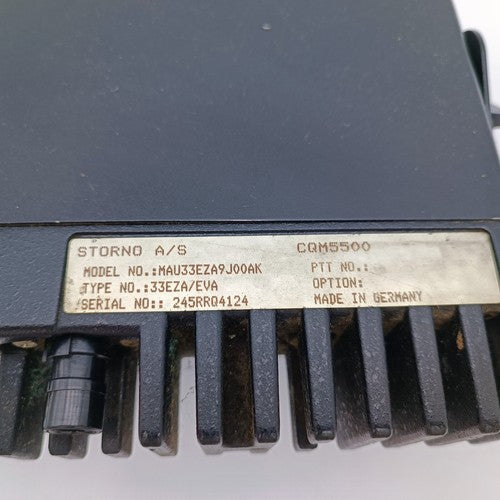 STORNO A/S CQM5500
MODEL NO.:MAU33EZA9J00AK PTT NO.:
TYPE NO.:33EZA/EVA OPTION:
SERIAL NO:: 245RRQ4124 MADE IN GERMANY